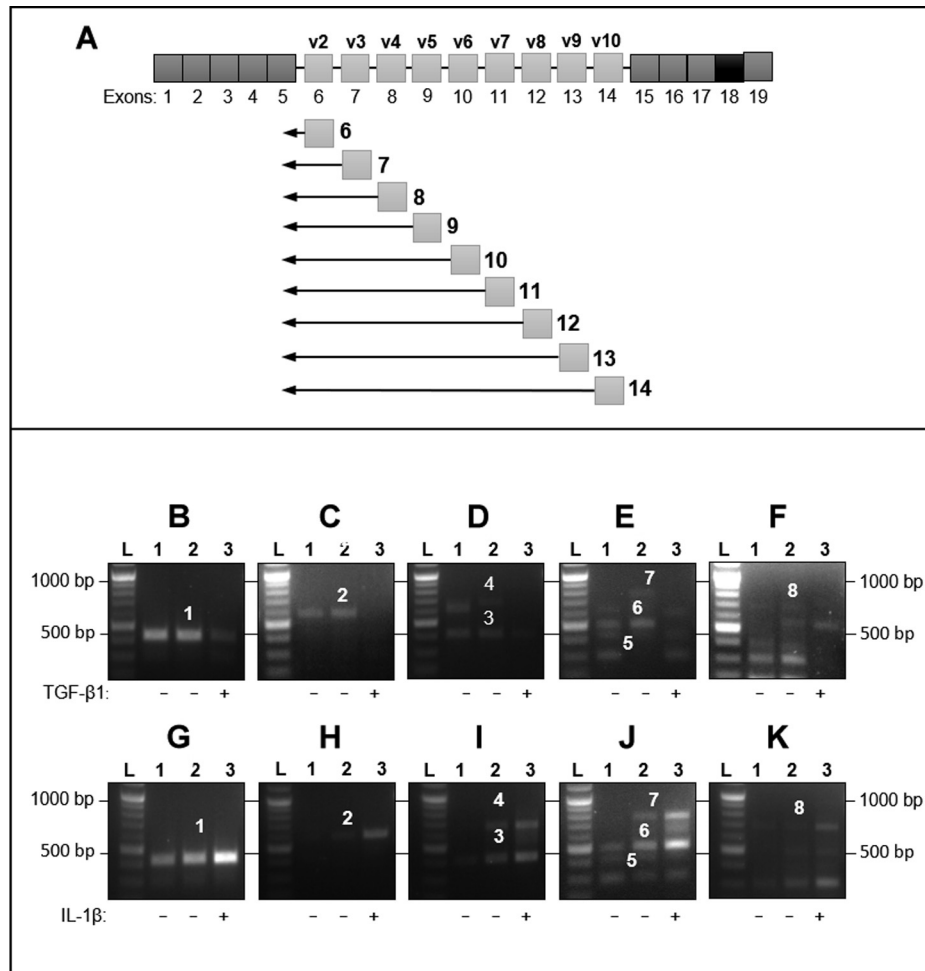 A
v2 v3 v4 v5 v6 v7 v8 v9 v10
Exons: 1 2 3 4 5 6 7 8 9 10 11 12 13 14 15 16 17 18 19
6
7
8
9
10
11
12
13
14
B C D E F
L 1 2 3 L 1 2 3 L 1 2 3 L 1 2 3 L 1 2 3
1000 bp 1000 bp
500 bp 500 bp
1 2 4 3 7 6 5 8
TGF-β1: – – + – – + – – + – – + – – +
G H I J K
L 1 2 3 L 1 2 3 L 1 2 3 L 1 2 3 L 1 2 3
1000 bp 1000 bp
500 bp 500 bp
1 2 4 3 7 6 5 8
IL-1β: – – + – – + – – + – – + – – +